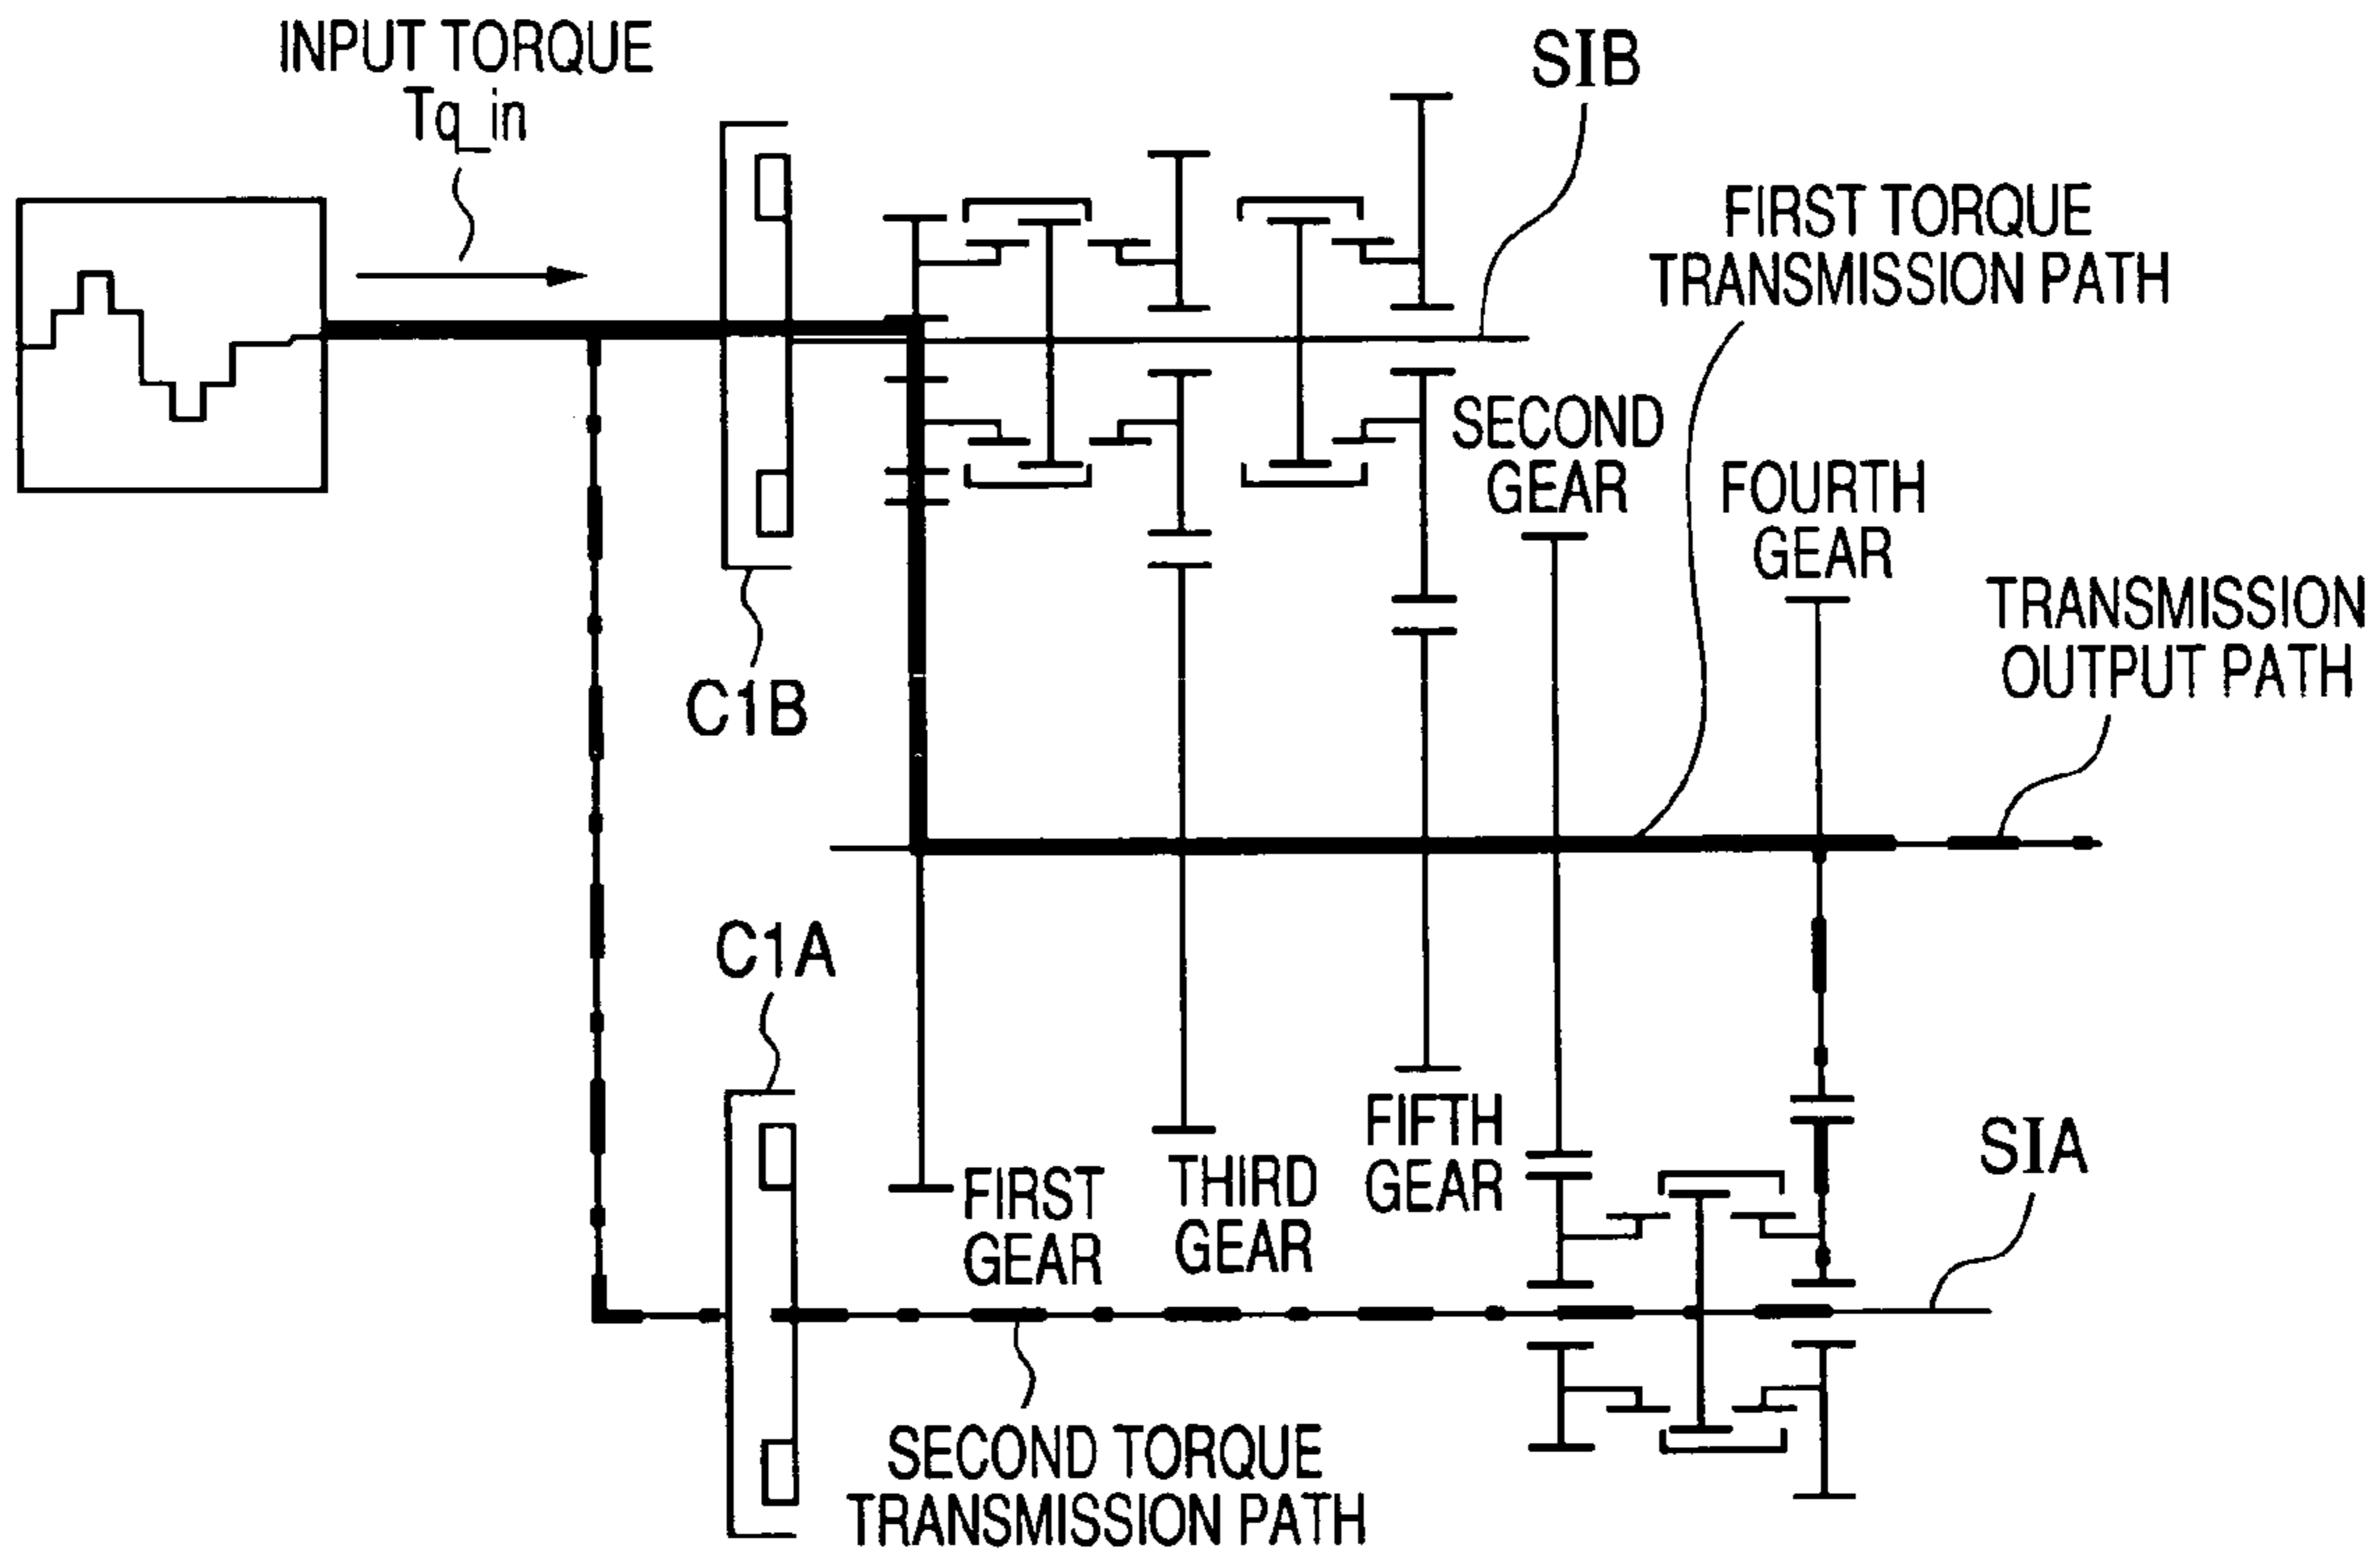 INPUT TORQUE
Tq_in
SIB
FIRST TORQUE
TRANSMISSION PATH
SECOND
GEAR
FOURTH
GEAR
TRANSMISSION
OUTPUT PATH
C1B
C1A
FIRST
GEAR
THIRD
GEAR
FIFTH
GEAR
SIA
SECOND TORQUE
TRANSMISSION PATH